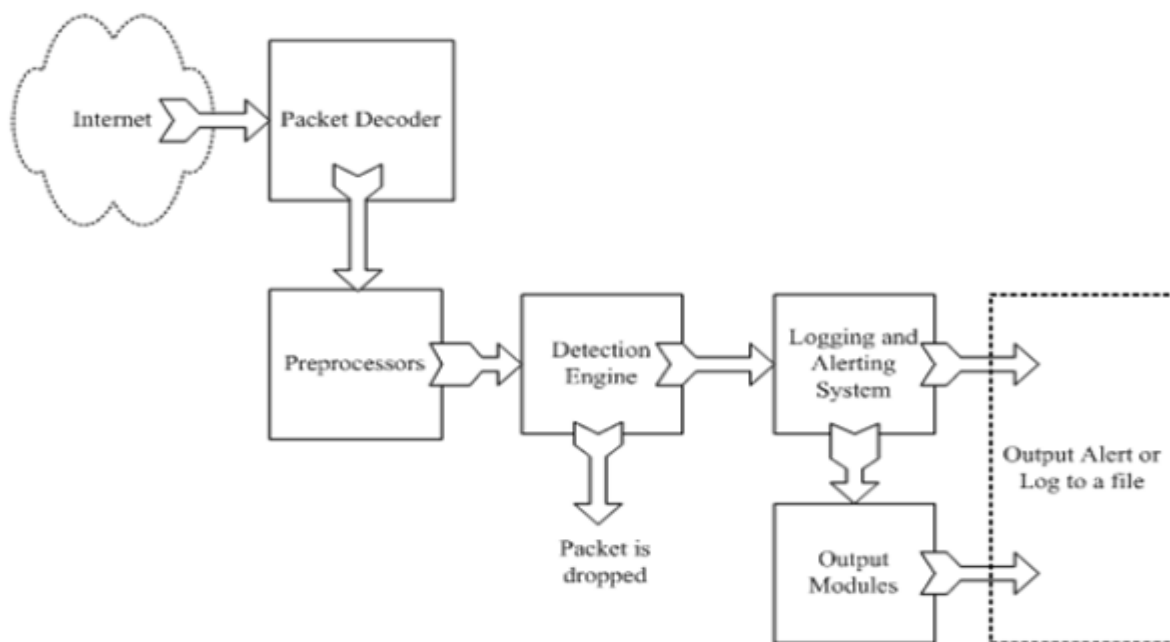 Internet
Packet Decoder
Preprocessors
Detection
Engine
Logging and
Alerting
System
Output Alert or
Log to a file
Packet is
dropped
Output
Modules